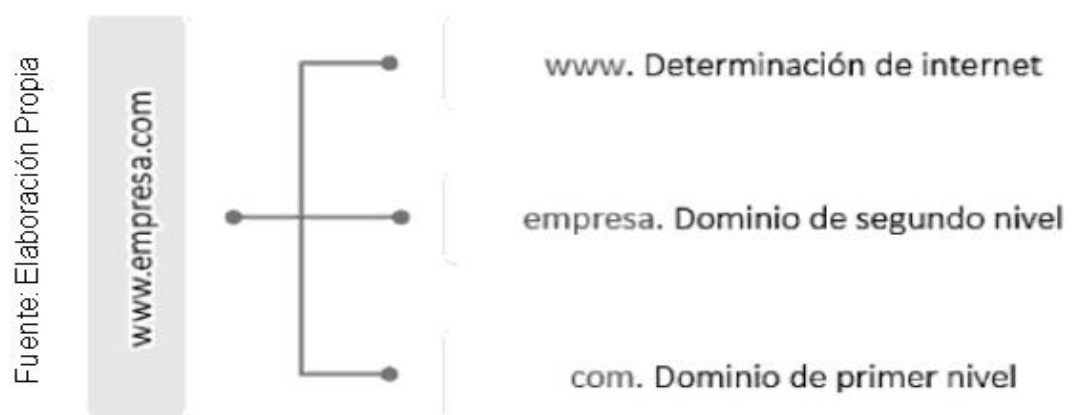 Fuente: Elaboración Propia
www.empresa.com
www. Determinación de internet
empresa. Dominio de segundo nivel
com. Dominio de primer nivel